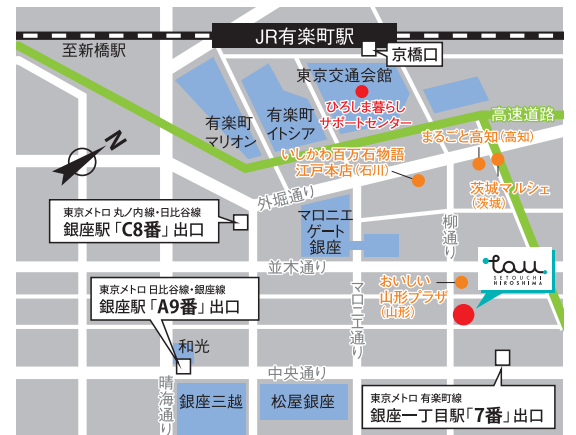 JR有楽町駅
至新橋駅
京橋口
東京交通会館
ひろしま暮らし
サポートセンター
有楽町
マリオン
有楽町
イトシア
高速道路
まるごと高知(高知)
いしかわ百万石物語
江戸本店(石川)
茨城マルシェ
(茨城)
N
外堀通り
東京メトロ 丸ノ内線・日比谷線
銀座駅「C8番」出口
マロニエ
ゲート
銀座
柳通り
並木通り
tau
SETOUCHI
HIROSHIMA
おいしい
山形プラザ
(山形)
東京メトロ 日比谷線・銀座線
銀座駅「A9番」出口
マロニエ通り
和光
中央通り
晴海通り
銀座三越
松屋銀座
東京メトロ 有楽町線
銀座一丁目駅「7番」出口